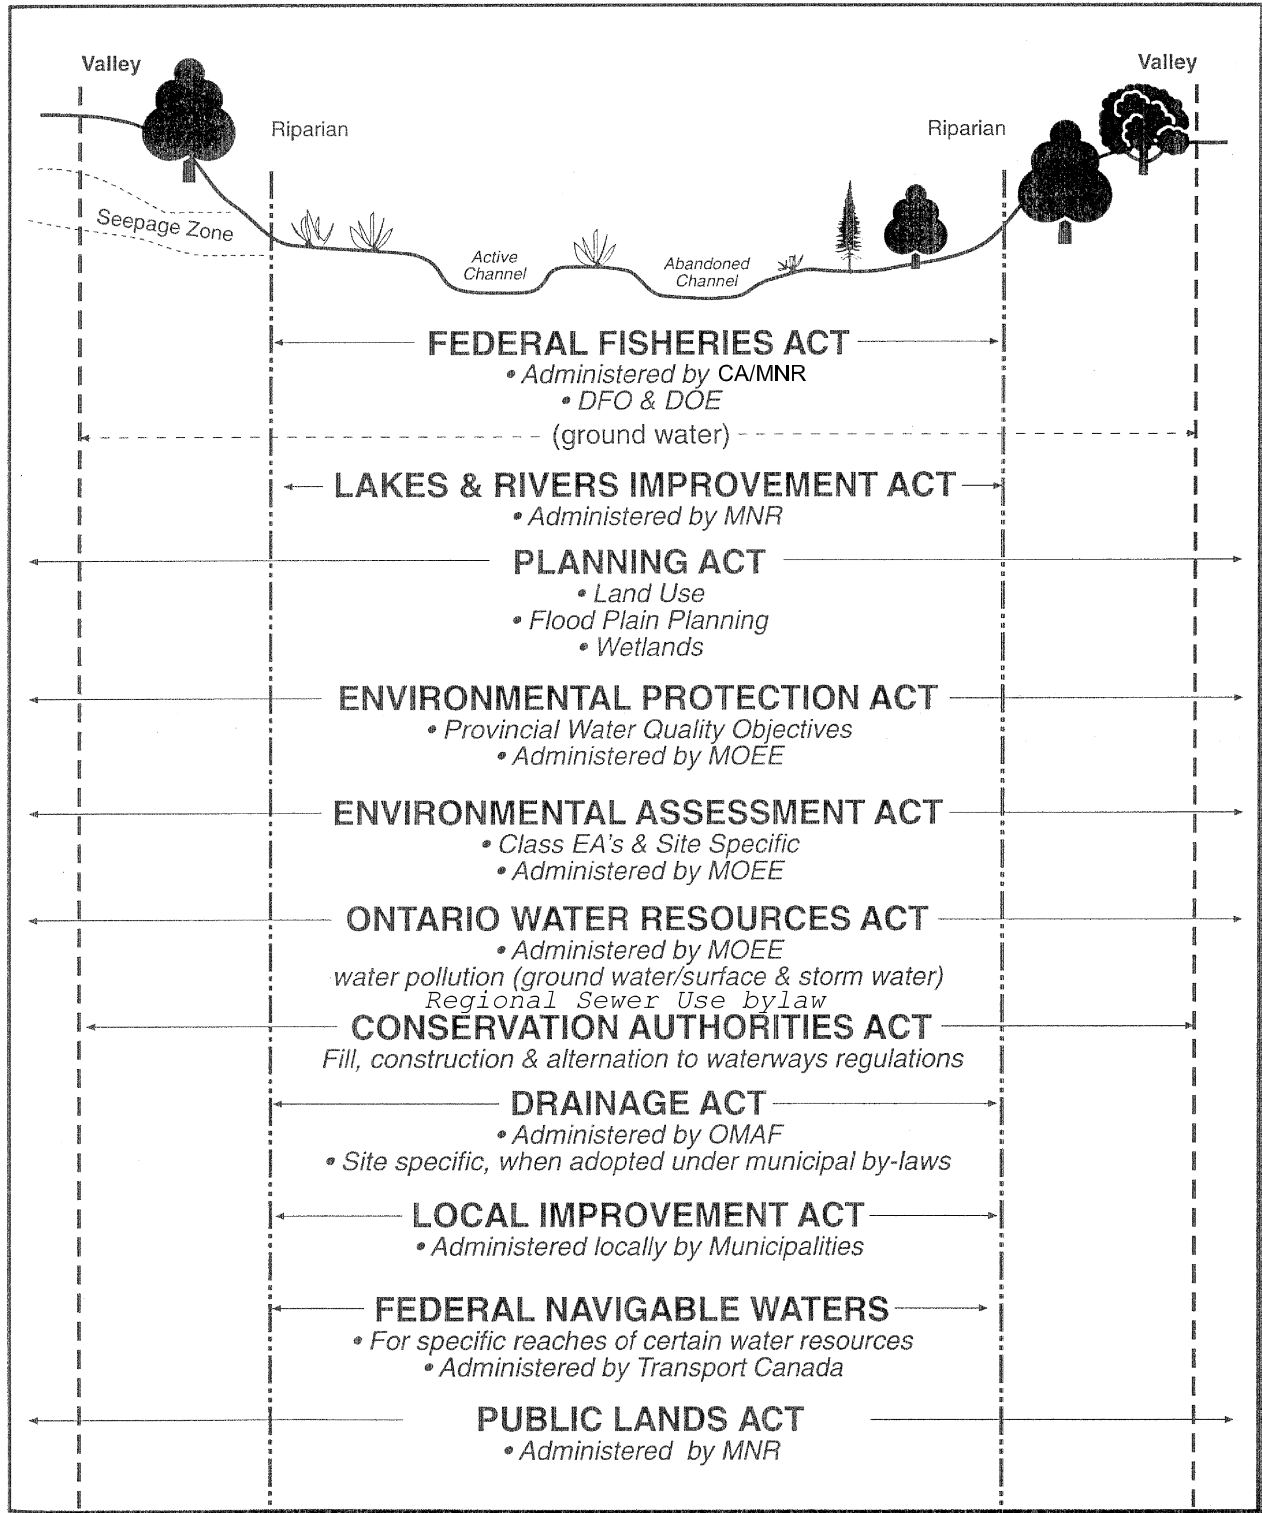 Valley
Valley
Riparian
Riparian
Seepage Zone
Active
Channel
Abandoned
Channel
FEDERAL FISHERIES ACT
• Administered by CA/MNR
• DFO & DOE
(ground water)
LAKES & RIVERS IMPROVEMENT ACT
• Administered by MNR
PLANNING ACT
• Land Use
• Flood Plain Planning
• Wetlands
ENVIRONMENTAL PROTECTION ACT
• Provincial Water Quality Objectives
• Administered by MOEE
ENVIRONMENTAL ASSESSMENT ACT
• Class EA's & Site Specific
• Administered by MOEE
ONTARIO WATER RESOURCES ACT
• Administered by MOEE
water pollution (ground water/surface & storm water)
Regional Sewer Use bylaw
CONSERVATION AUTHORITIES ACT
Fill, construction & alternation to waterways regulations
DRAINAGE ACT
• Administered by OMAF
• Site specific, when adopted under municipal by-laws
LOCAL IMPROVEMENT ACT
• Administered locally by Municipalities
FEDERAL NAVIGABLE WATERS
• For specific reaches of certain water resources
• Administered by Transport Canada
PUBLIC LANDS ACT
• Administered by MNR